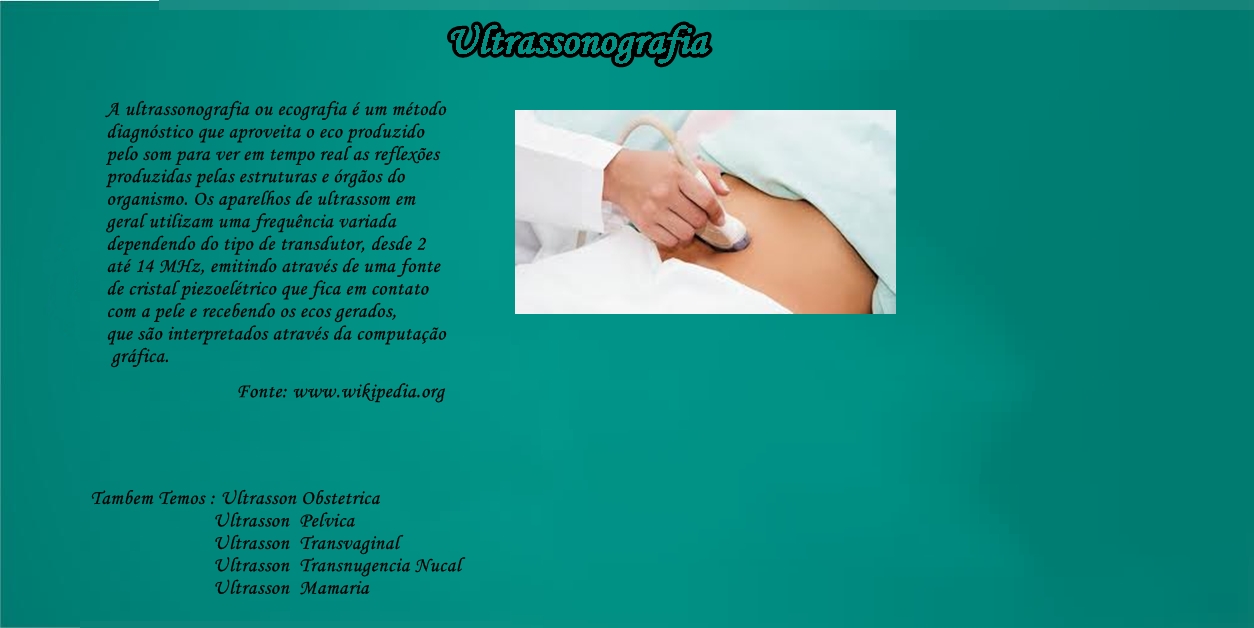 Ultrassonografia
A ultrassonografia ou ecografia é um método
diagnóstico que aproveita o eco produzido
pelo som para ver em tempo real as reflexões
produzidas pelas estruturas e órgãos do
organismo. Os aparelhos de ultrassom em
geral utilizam uma frequência variada
dependendo do tipo de transdutor, desde 2
até 14 MHz, emitindo através de uma fonte
de cristal piezoelétrico que fica em contato
com a pele e recebendo os ecos gerados,
que são interpretados através da computação
gráfica.
Fonte: www.wikipedia.org
Tambem Temos : Ultrasson Obstetrica
Ultrasson Pelvica
Ultrasson Transvaginal
Ultrasson Transnugencia Nucal
Ultrasson Mamaria